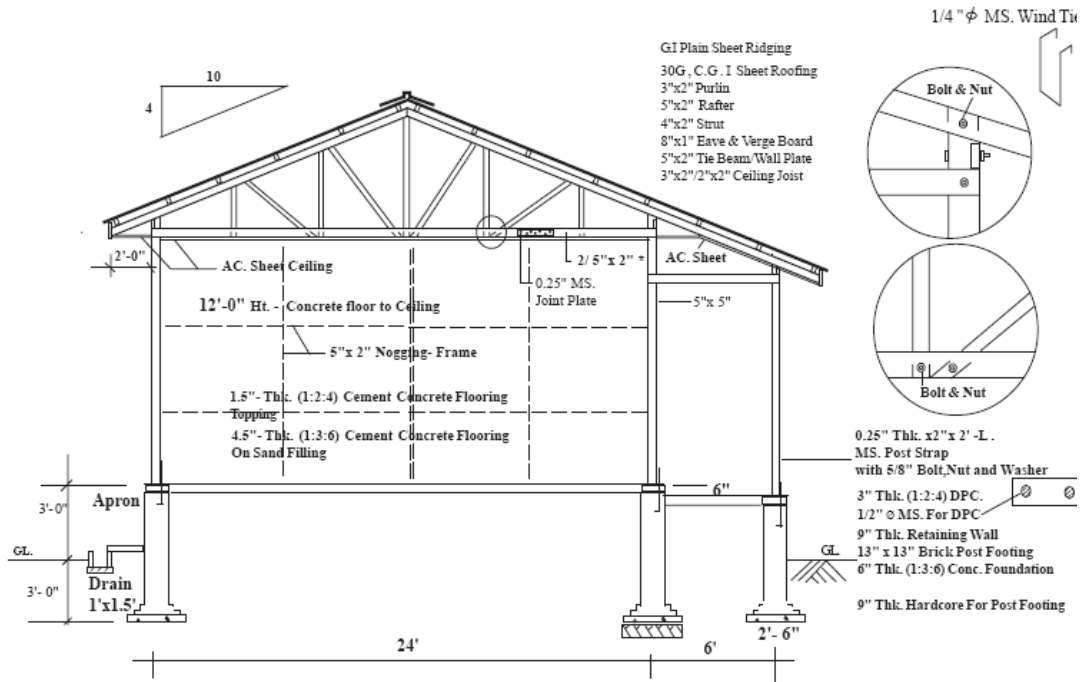 1/4 "ϕ MS. Wind Tie
GI Plain Sheet Ridging
30G , C.G . I Sheet Roofing
3"x2" Purlin
5"x2" Rafter
4"x2" Strut
8"x1" Eave & Verge Board
5"x2" Tie Beam/Wall Plate
3"x2"/2"x2" Ceiling Joist
10
4
Bolt & Nut
2'-0"
AC. Sheet Ceiling
2/ 5"x 2" *
AC. Sheet
0.25" MS.
Joint Plate
12'-0" Ht. - Concrete floor to Ceiling
5"x 5"
5"x 2" Nogging- Frame
1.5"- Thk. (1:2:4) Cement Concrete Flooring
Topping
4.5"- Thk. (1:3:6) Cement Concrete Flooring
On Sand Filling
Bolt & Nut
0.25" Thk. x2"x 2' -L .
MS. Post Strap
with 5/8" Bolt,Nut and Washer
3" Thk. (1:2:4) DPC.
1/2" ⌀ MS. For DPC
9" Thk. Retaining Wall
13" x 13" Brick Post Footing
6" Thk. (1:3:6) Conc. Foundation
9" Thk. Hardcore For Post Footing
3'-0"
Apron
6"
GL.
GL
3'- 0"
Drain
1'x1.5'
2'- 6"
24'
6'